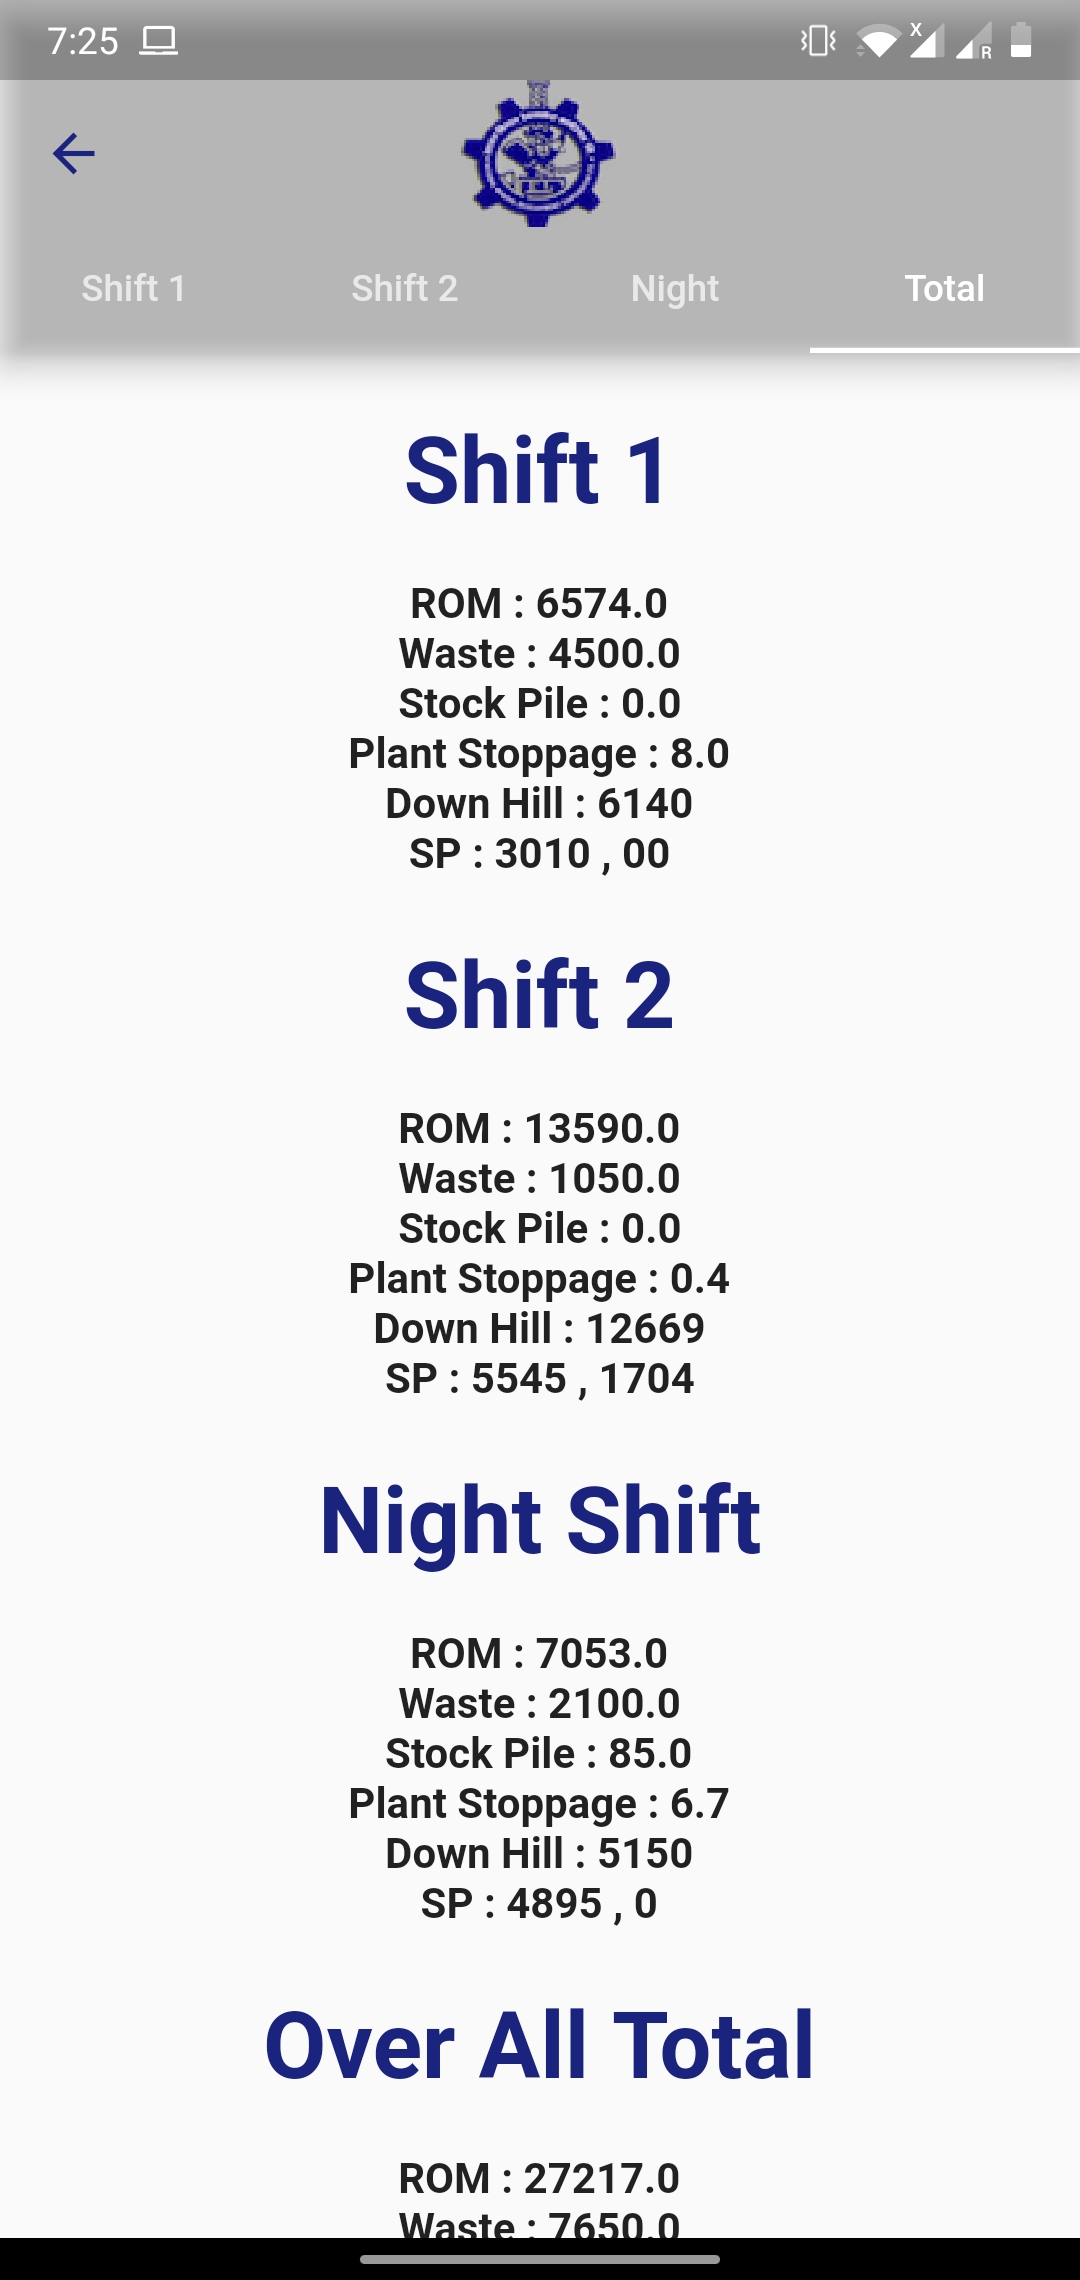 7:25
X
R
Shift 1
Shift 2
Night
Total
Shift 1
ROM : 6574.0
Waste : 4500.0
Stock Pile : 0.0
Plant Stoppage : 8.0
Down Hill : 6140
SP : 3010 , 00
Shift 2
ROM : 13590.0
Waste : 1050.0
Stock Pile : 0.0
Plant Stoppage : 0.4
Down Hill : 12669
SP : 5545 , 1704
Night Shift
ROM : 7053.0
Waste : 2100.0
Stock Pile : 85.0
Plant Stoppage : 6.7
Down Hill : 5150
SP : 4895 , 0
Over All Total
ROM : 27217.0
Waste : 7650.0